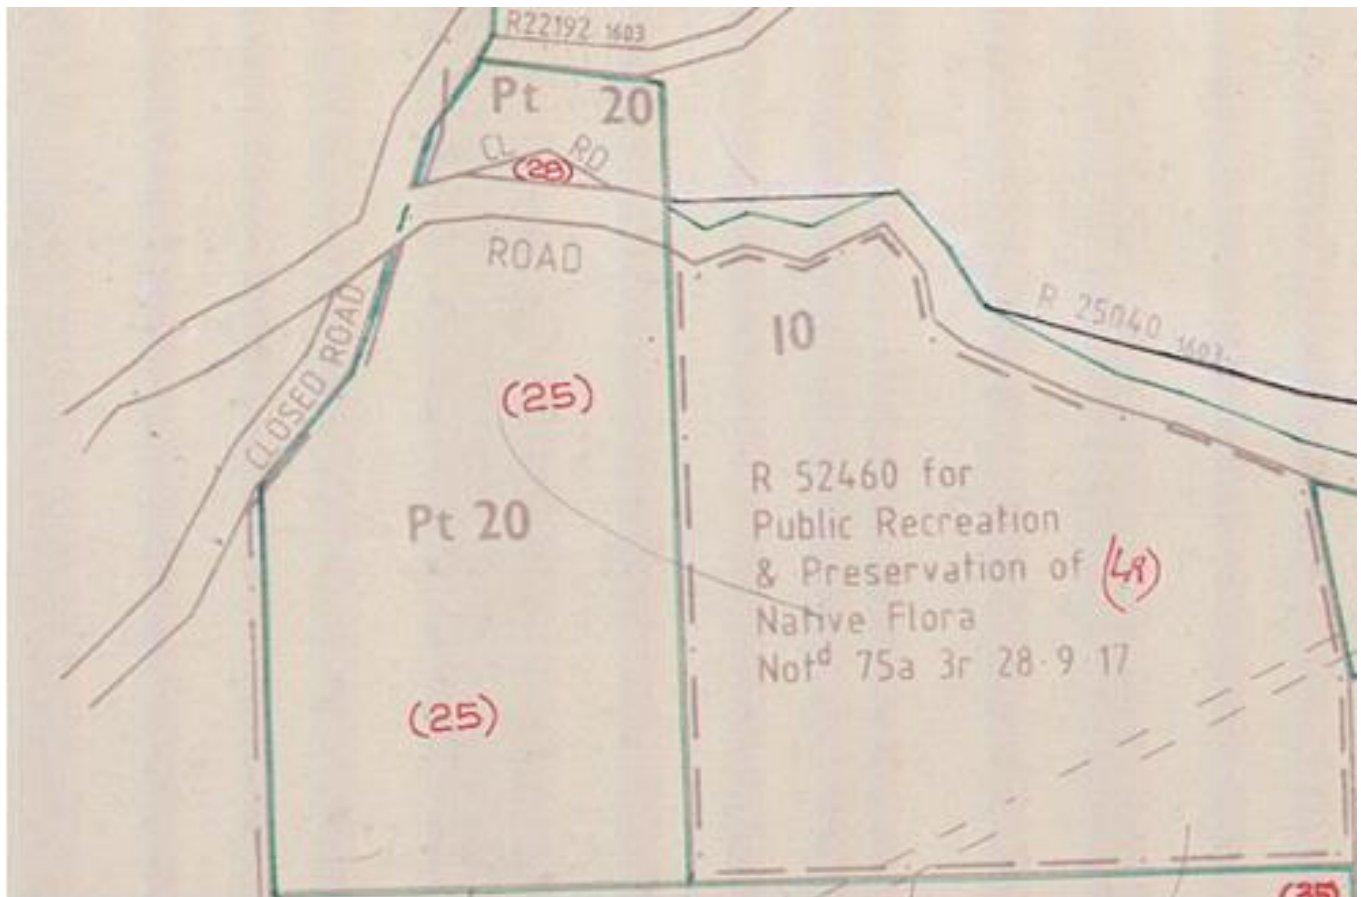 R22192 1603
Pt 20
CL RD
(28)
ROAD
CLOSED ROAD
R 25040 1603
10
(25)
Pt 20
R 52460 for
Public Recreation
& Preservation of
Native Flora
Notᵈ 75a 3r 28·9·17
(25)
(25)